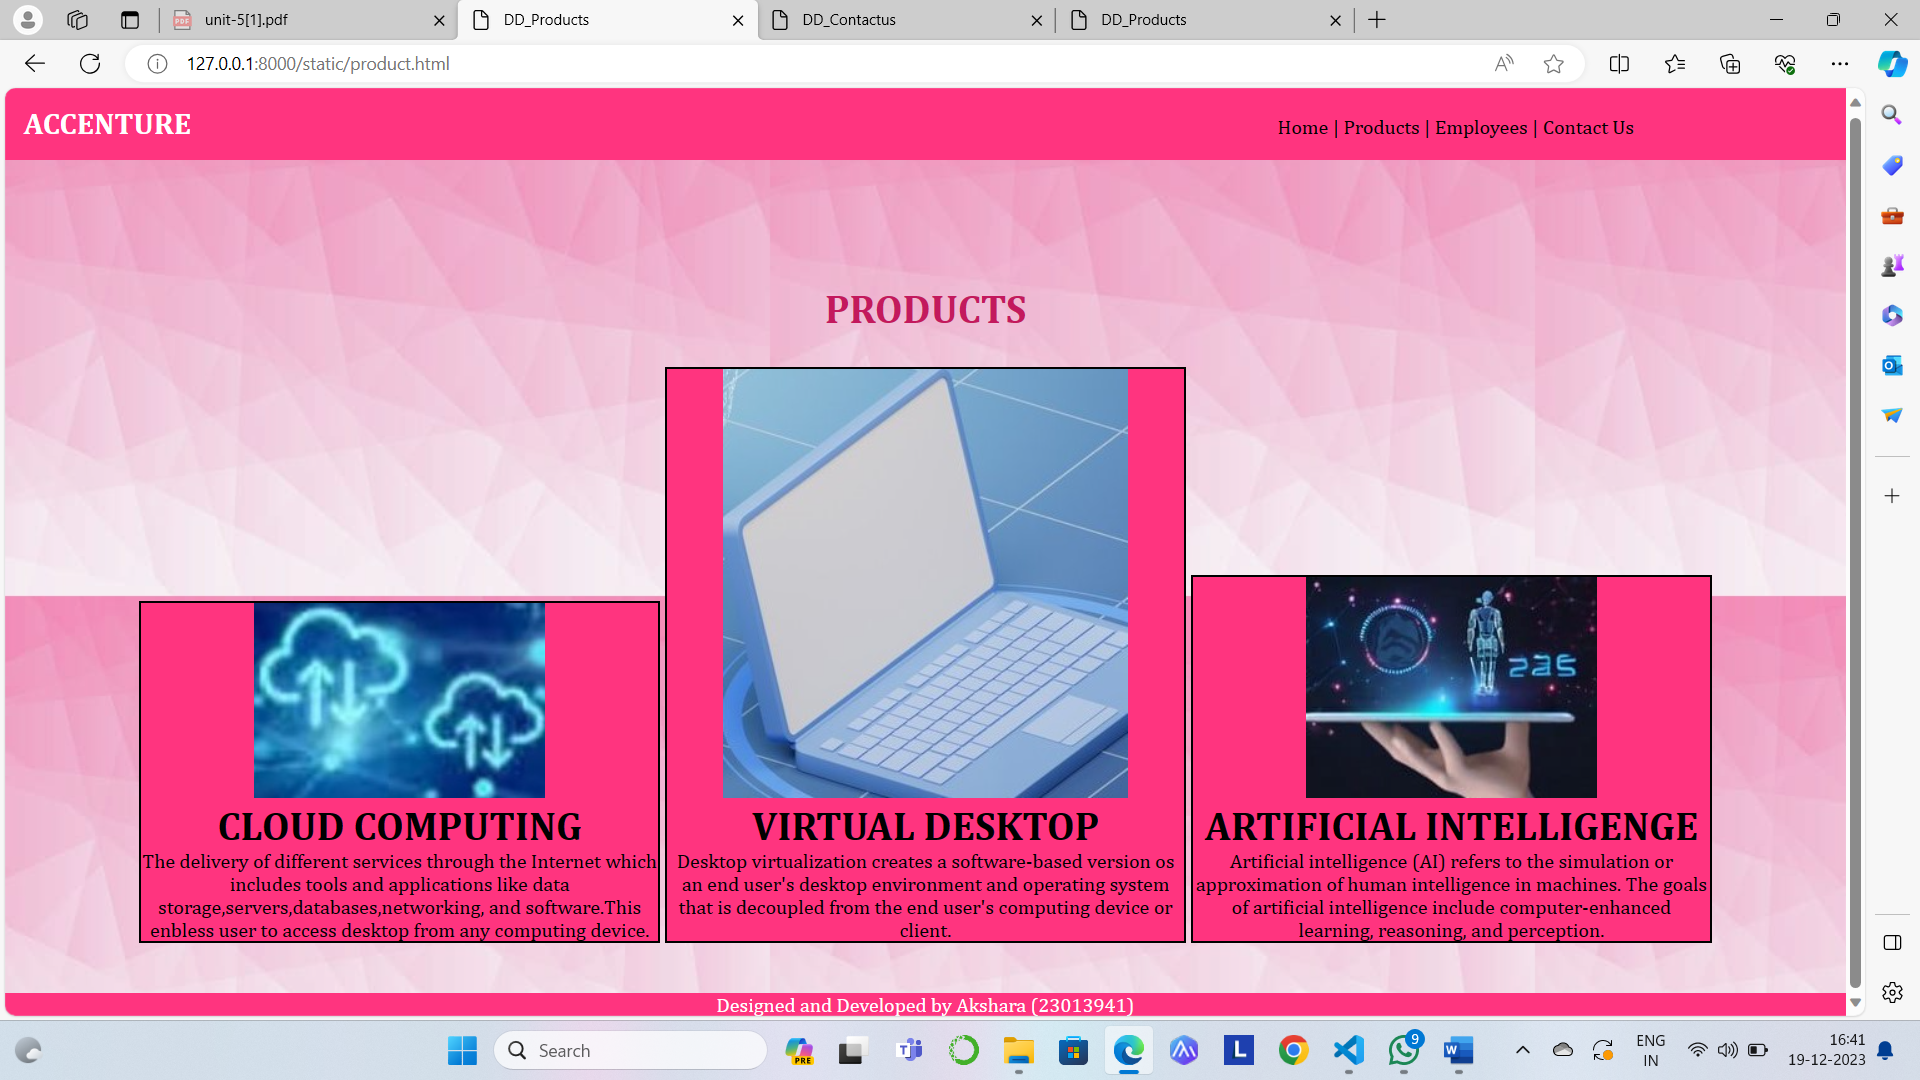 unit-5[1].pdf
DD_Products
DD_Contactus
DD_Products
127.0.0.1:8000/static/product.html
ACCENTURE
Home | Products | Employees | Contact Us
PRODUCTS
235
CLOUD COMPUTING
The delivery of different services through the Internet which
includes tools and applications like data
storage,servers,databases,networking, and software.This
enbless user to access desktop from any computing device.
VIRTUAL DESKTOP
Desktop virtualization creates a software-based version os
an end user's desktop environment and operating system
that is decoupled from the end user's computing device or
client.
ARTIFICIAL INTELLIGENGE
Artificial intelligence (AI) refers to the simulation or
approximation of human intelligence in machines. The goals
of artificial intelligence include computer-enhanced
learning, reasoning, and perception.
Designed and Developed by Akshara (23013941)
Search
PRE
L
9
W
ENG
IN
16:41
19-12-2023